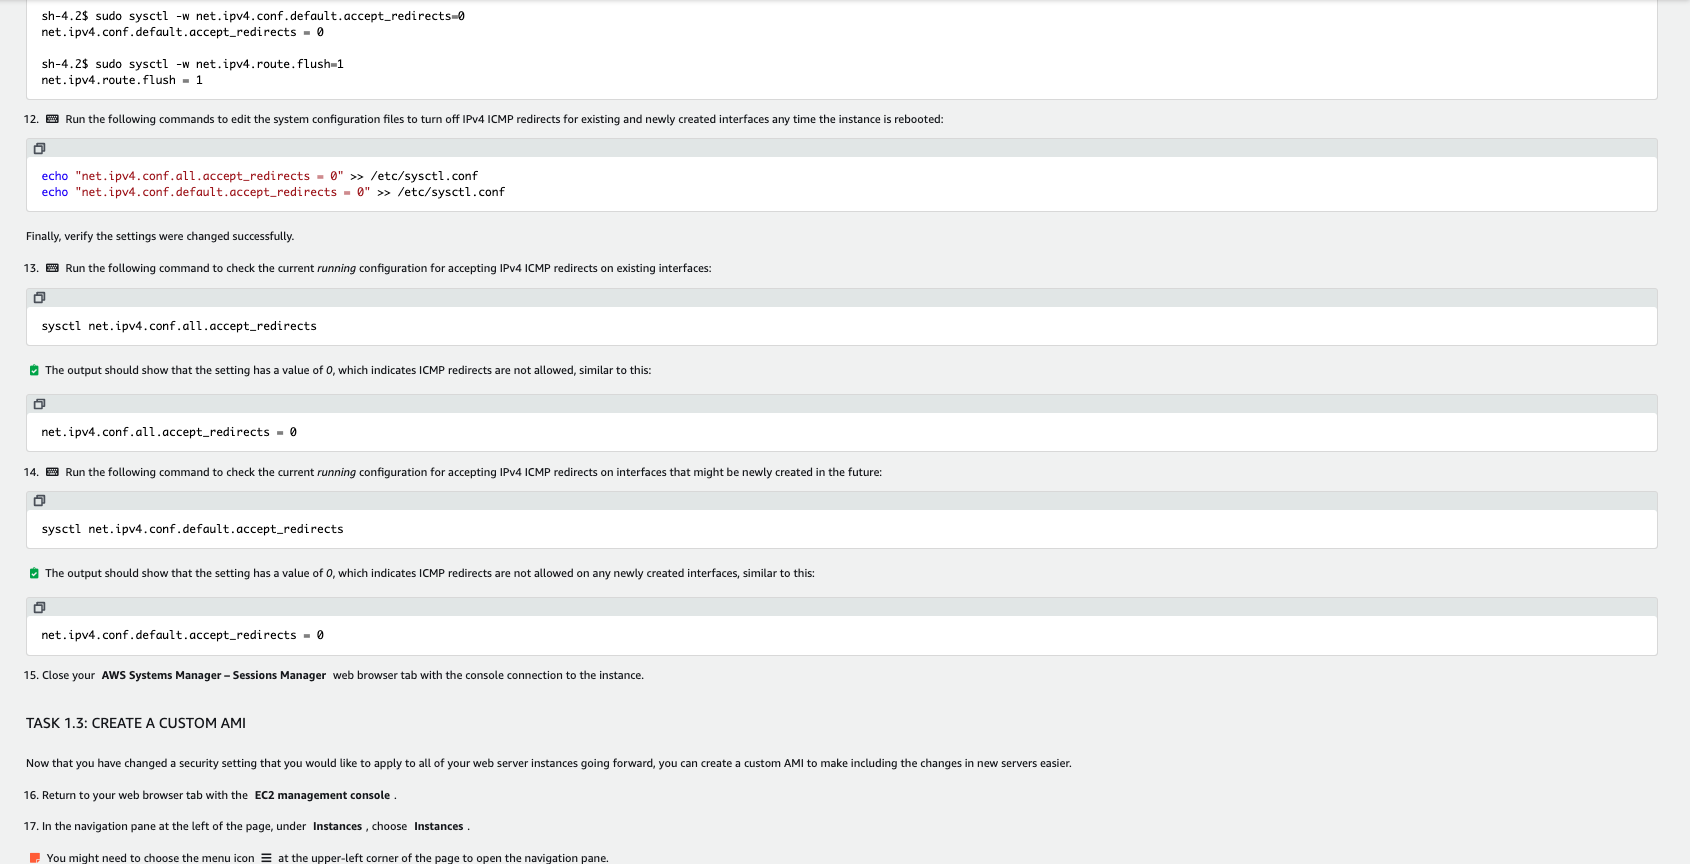 sh-4.2$ sudo sysctl -w net.ipv4.conf.default.accept_redirects=0
net.ipv4.conf.default.accept_redirects = 0
sh-4.2$ sudo sysctl -w net.ipv4.route.flush=1
net.ipv4.route.flush = 1
12. Run the following commands to edit the system configuration files to turn off IPv4 ICMP redirects for existing and newly created interfaces any time the instance is rebooted:
echo "net.ipv4.conf.all.accept_redirects = 0" >> /etc/sysctl.conf
echo "net.ipv4.conf.default.accept_redirects = 0" >> /etc/sysctl.conf
Finally, verify the settings were changed successfully.
13. Run the following command to check the current running configuration for accepting IPv4 ICMP redirects on existing interfaces:
sysctl net.ipv4.conf.all.accept_redirects
The output should show that the setting has a value of 0, which indicates ICMP redirects are not allowed, similar to this:
net.ipv4.conf.all.accept_redirects = 0
14. Run the following command to check the current running configuration for accepting IPv4 ICMP redirects on interfaces that might be newly created in the future:
sysctl net.ipv4.conf.default.accept_redirects
The output should show that the setting has a value of 0, which indicates ICMP redirects are not allowed on any newly created interfaces, similar to this:
net.ipv4.conf.default.accept_redirects = 0
15. Close your AWS Systems Manager – Sessions Manager web browser tab with the console connection to the instance.
TASK 1.3: CREATE A CUSTOM AMI
Now that you have changed a security setting that you would like to apply to all of your web server instances going forward, you can create a custom AMI to make including the changes in new servers easier.
16. Return to your web browser tab with the EC2 management console .
17. In the navigation pane at the left of the page, under Instances , choose Instances .
You might need to choose the menu icon ☰ at the upper-left corner of the page to open the navigation pane.